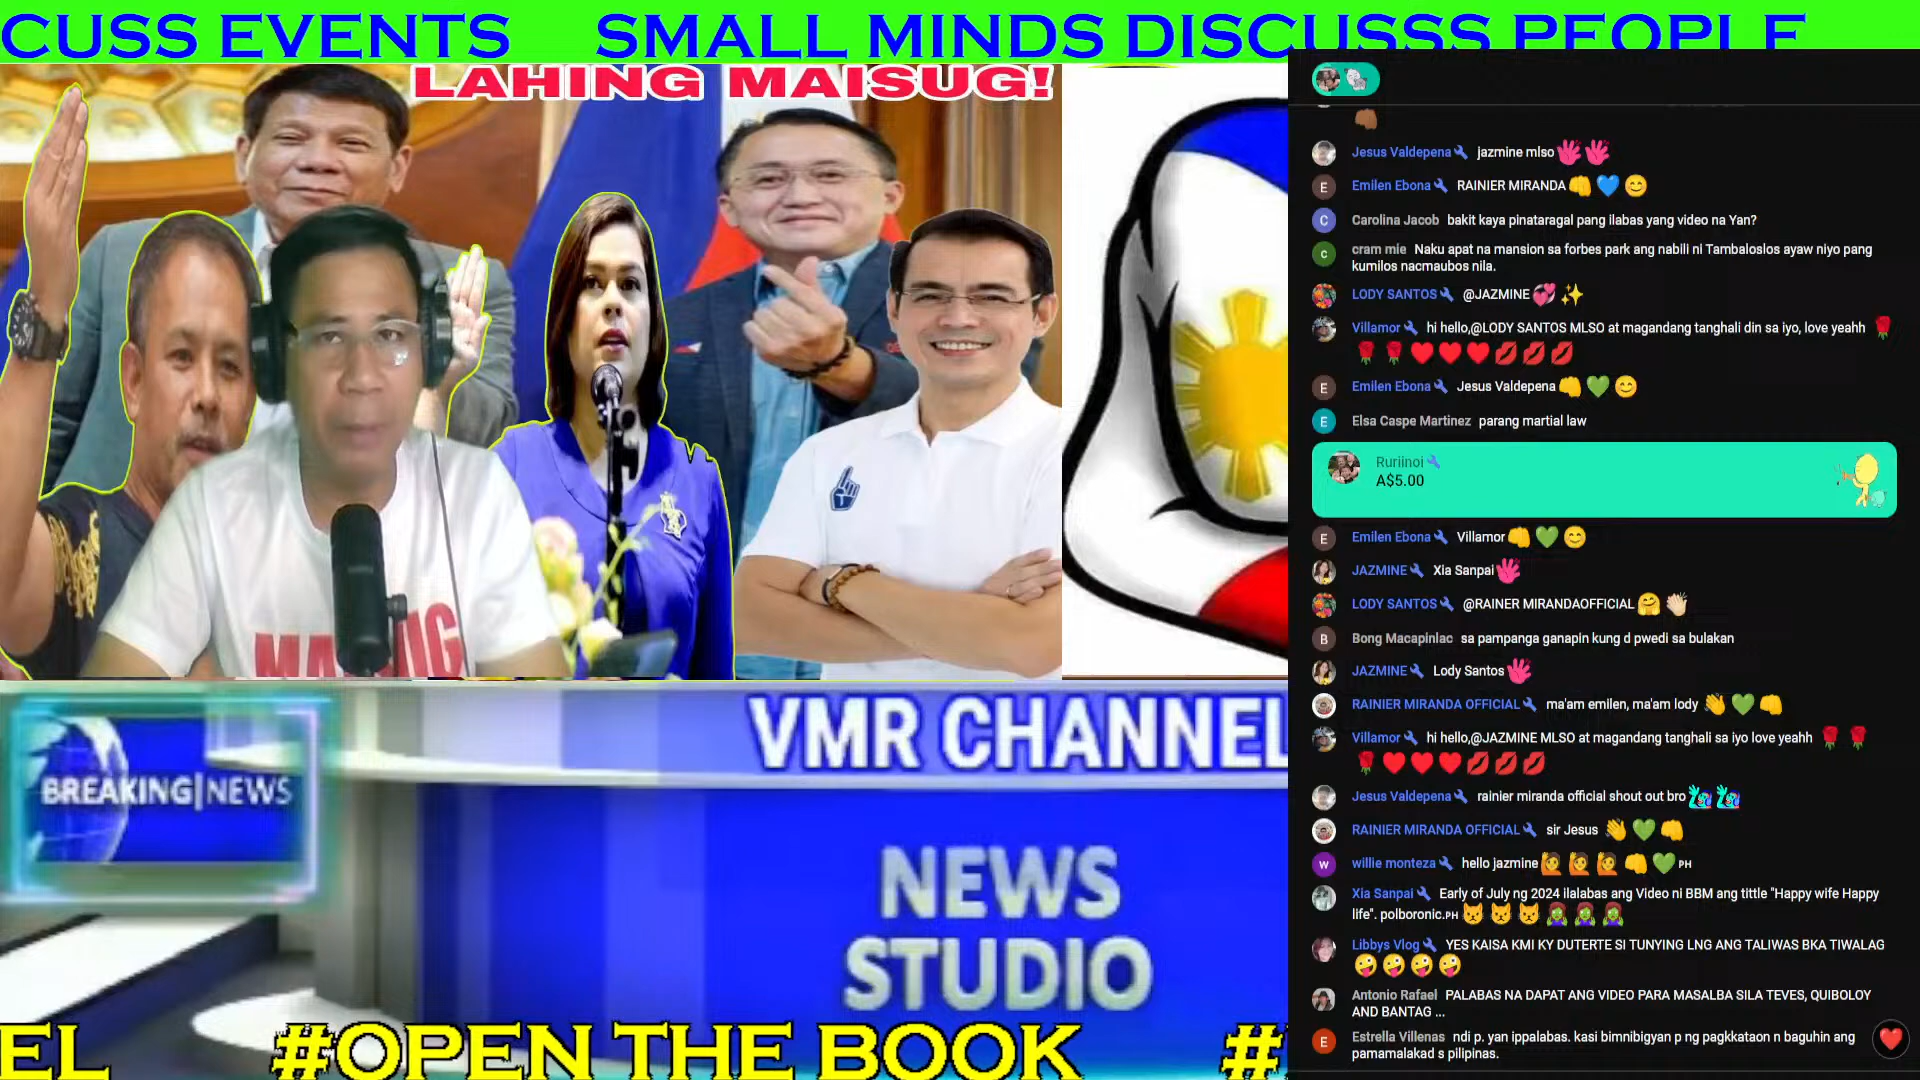 CUSS EVENTS SMALL MINDS DISCUSSS PEOPLE
LAHING MAISUG!
Jesus Valdepena jazmine mlso
Emilen Ebona RAINIER MIRANDA
Carolina Jacob bakit kaya pinataragal pang ilabas yang video na Yan?
cram mie Naku apat na mansion sa forbes park ang nabili ni Tambaloslos ayaw niyo pang
kumilos nacmaubos nila.
LODY SANTOS @JAZMINE
Villamor hi hello,@LODY SANTOS MLSO at magandang tanghali din sa iyo, love yeahh
Emilen Ebona Jesus Valdepena
Elsa Caspe Martinez parang martial law
Ruriinoi
A$5.00
Emilen Ebona Villamor
JAZMINE Xia Sanpai
LODY SANTOS @RAINER MIRANDAOFFICIAL
Bong Macapinlac sa pampanga ganapin kung d pwedi sa bulakan
JAZMINE Lody Santos
RAINIER MIRANDA OFFICIAL ma'am emilen, ma'am lody
Villamor hi hello,@JAZMINE MLSO at magandang tanghali sa iyo love yeahh
Jesus Valdepena rainier miranda official shout out bro
RAINIER MIRANDA OFFICIAL sir Jesus
willie monteza hello jazmine PH
Xia Sanpai Early of July ng 2024 ilalabas ang Video ni BBM ang tittle "Happy wife Happy
life". polboronic.PH
Libbys Vlog YES KAISA KMI KY DUTERTE SI TUNYING LNG ANG TALIWAS BKA TIWALAG
Antonio Rafael PALABAS NA DAPAT ANG VIDEO PARA MASALBA SILA TEVES, QUIBOLOY
AND BANTAG ...
Estrella Villenas ndi p. yan ippalabas. kasi bimnibigyan p ng pagkkataon n baguhin ang
pamamalakad s pilipinas.
VMR CHANNEL
BREAKING|NEWS
NEWS
STUDIO
EL #OPEN THE BOOK #